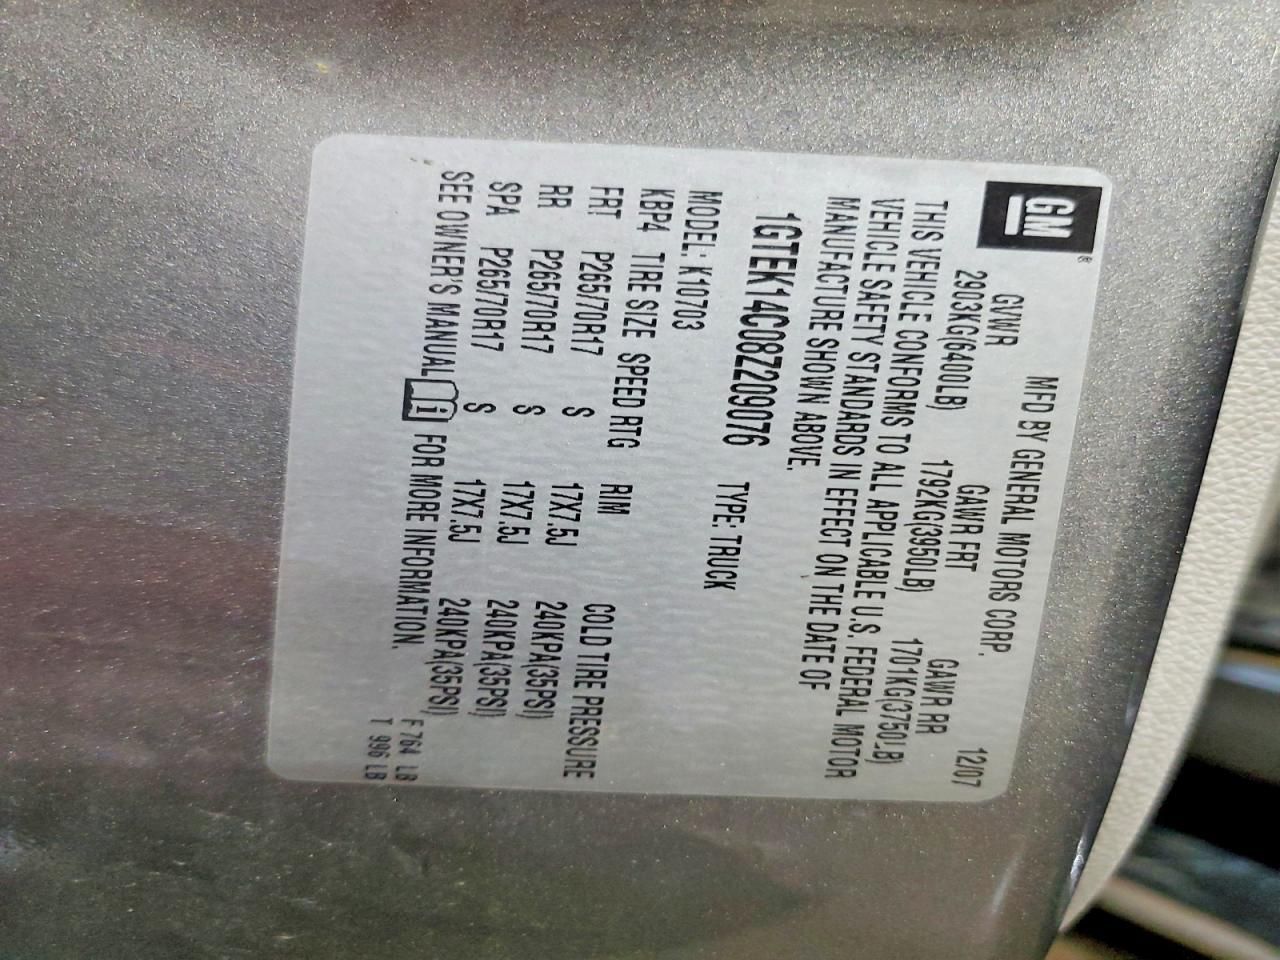 GM®
MFD BY GENERAL MOTORS CORP. 12/07
GVWR GAWR FRT GAWR RR
2903KG(6400LB) 1792KG(3950LB) 1701KG(3750LB)
THIS VEHICLE CONFORMS TO ALL APPLICABLE U.S. FEDERAL MOTOR
VEHICLE SAFETY STANDARDS IN EFFECT ON THE DATE OF
MANUFACTURE SHOWN ABOVE.
1GTEK14C08Z209076 TYPE: TRUCK
MODEL: K10703
KBP4 TIRE SIZE SPEED RTG RIM COLD TIRE PRESSURE
FRT P265/70R17 S 17X7.5J 240KPA(35PSI)
RR P265/70R17 S 17X7.5J 240KPA(35PSI)
SPA P265/70R17 S 17X7.5J 240KPA(35PSI)
SEE OWNER'S MANUAL i FOR MORE INFORMATION.
F 764 LB
T 996 LB